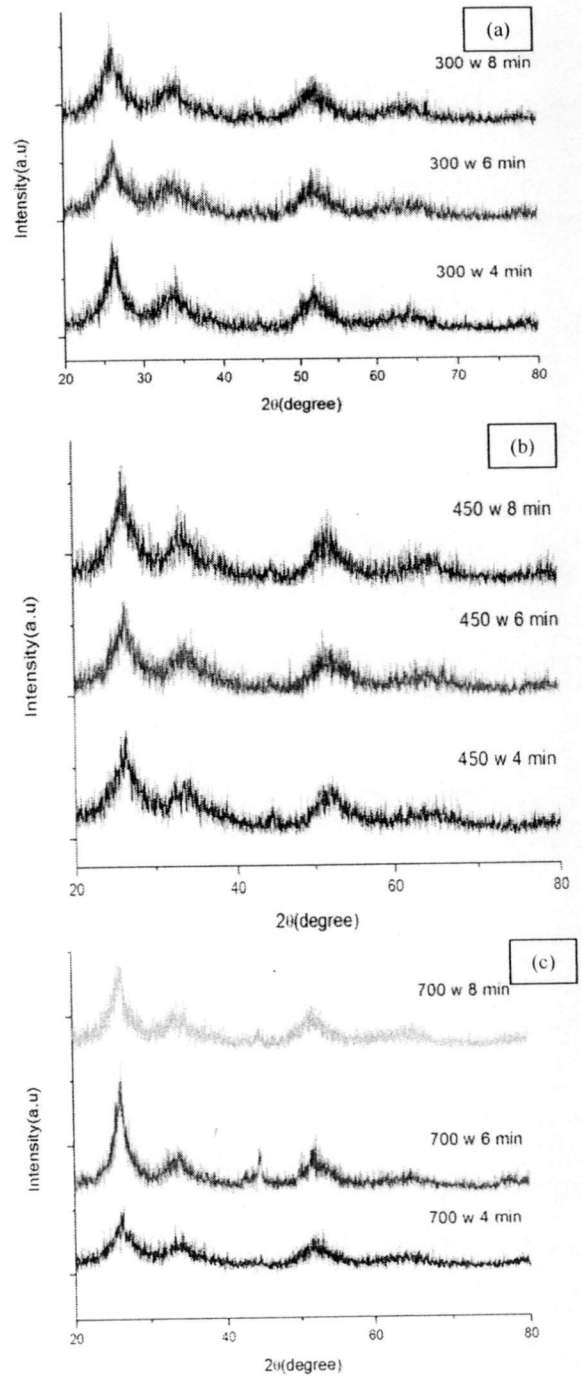 (a)
300 w 8 min
300 w 6 min
300 w 4 min
Intensity(a.u)
20 30 40 50 60 70 80
2θ(degree)
(b)
450 w 8 min
450 w 6 min
450 w 4 min
Intensity(a.u)
20 40 60 80
2θ(degree)
(c)
700 w 8 min
700 w 6 min
700 w 4 min
Intensity(a.u)
20 40 60 80
2θ(degree)